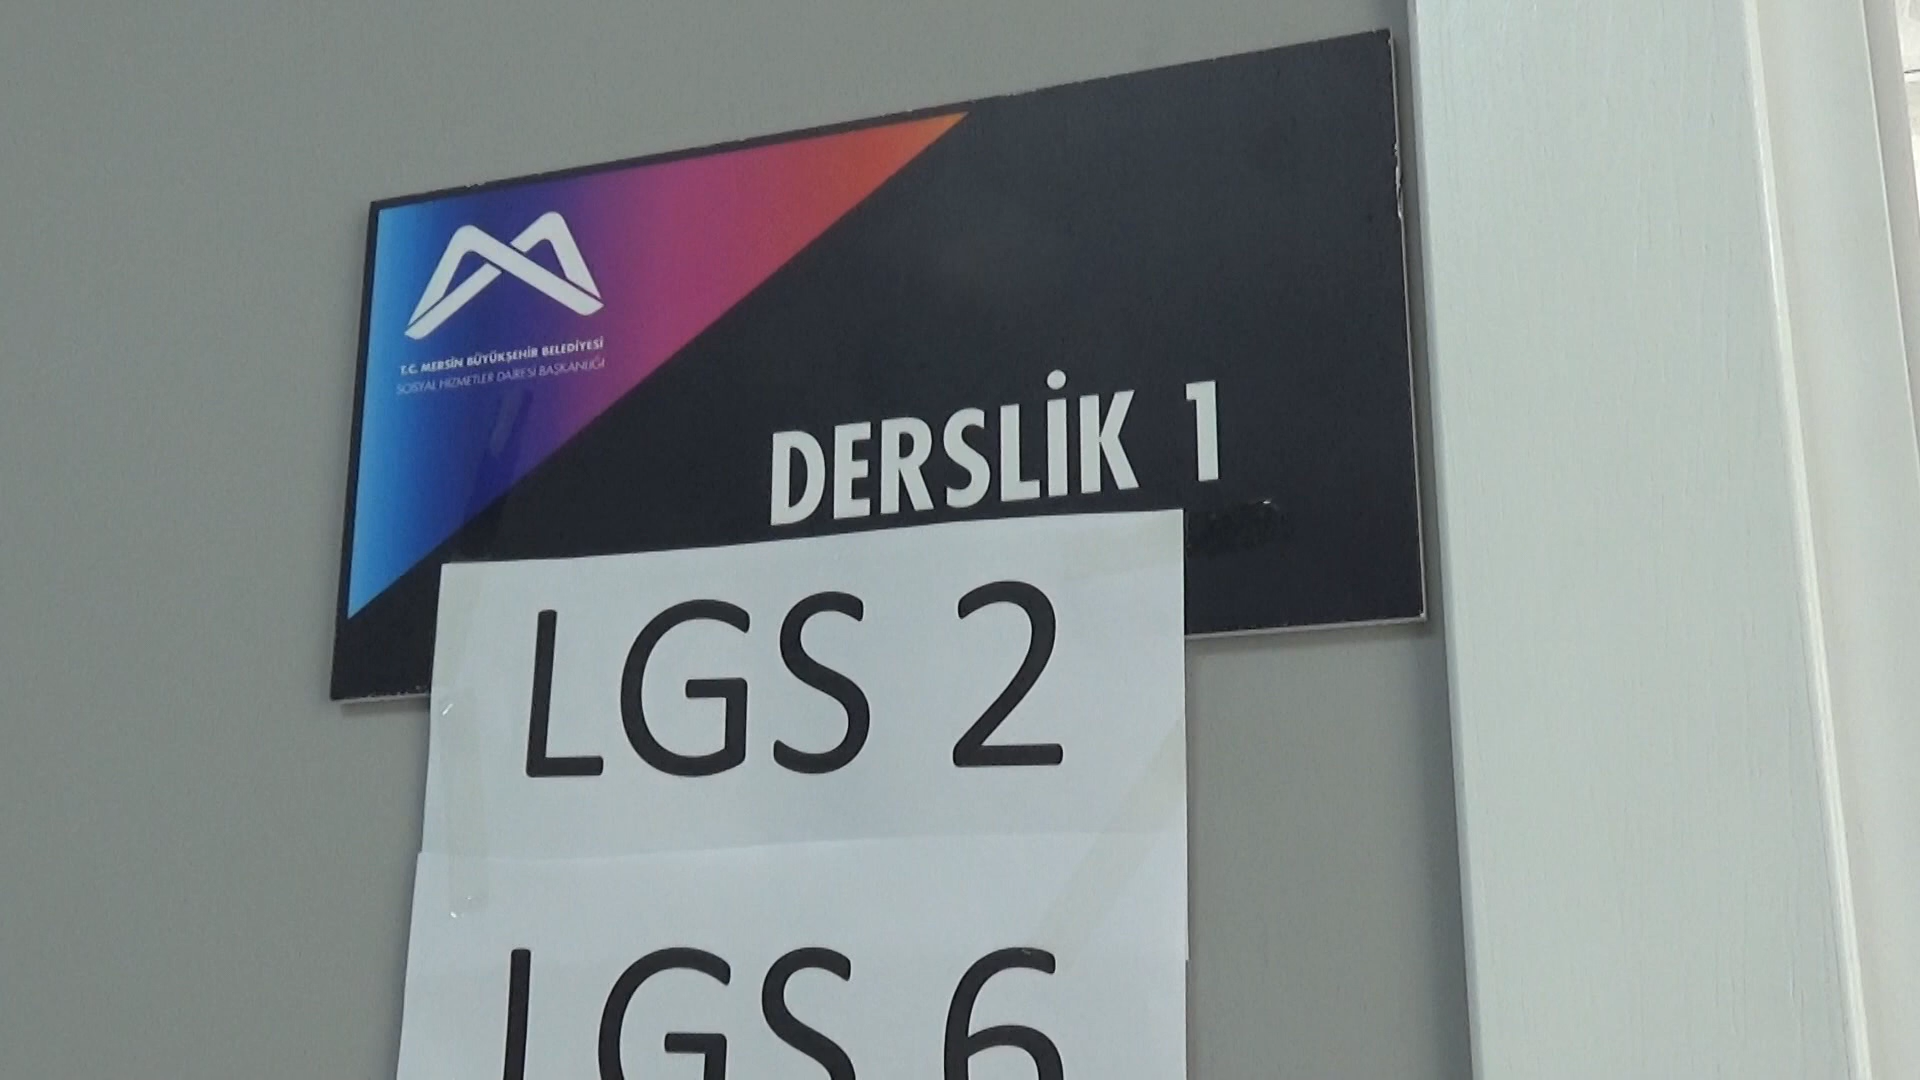 T.C. MERSİN BÜYÜKŞEHİR BELEDİYESİ
SOSYAL HİZMETLER DAİRESİ BAŞKANLIĞI
DERSLİK 1
LGS 2
LGS 6